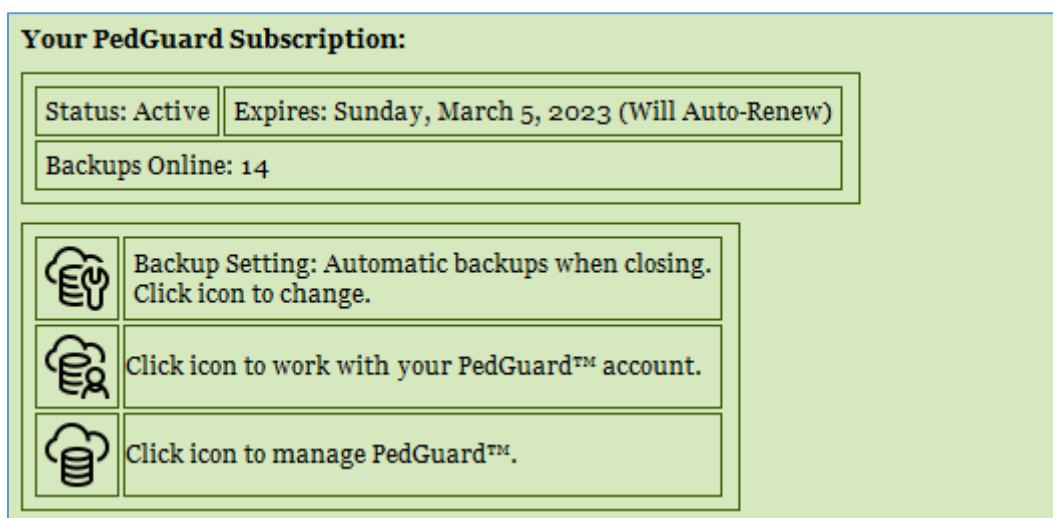 Your PedGuard Subscription:
Status: Active
Expires: Sunday, March 5, 2023 (Will Auto-Renew)
Backups Online: 14
Backup Setting: Automatic backups when closing.
Click icon to change.
Click icon to work with your PedGuard™ account.
Click icon to manage PedGuard™.